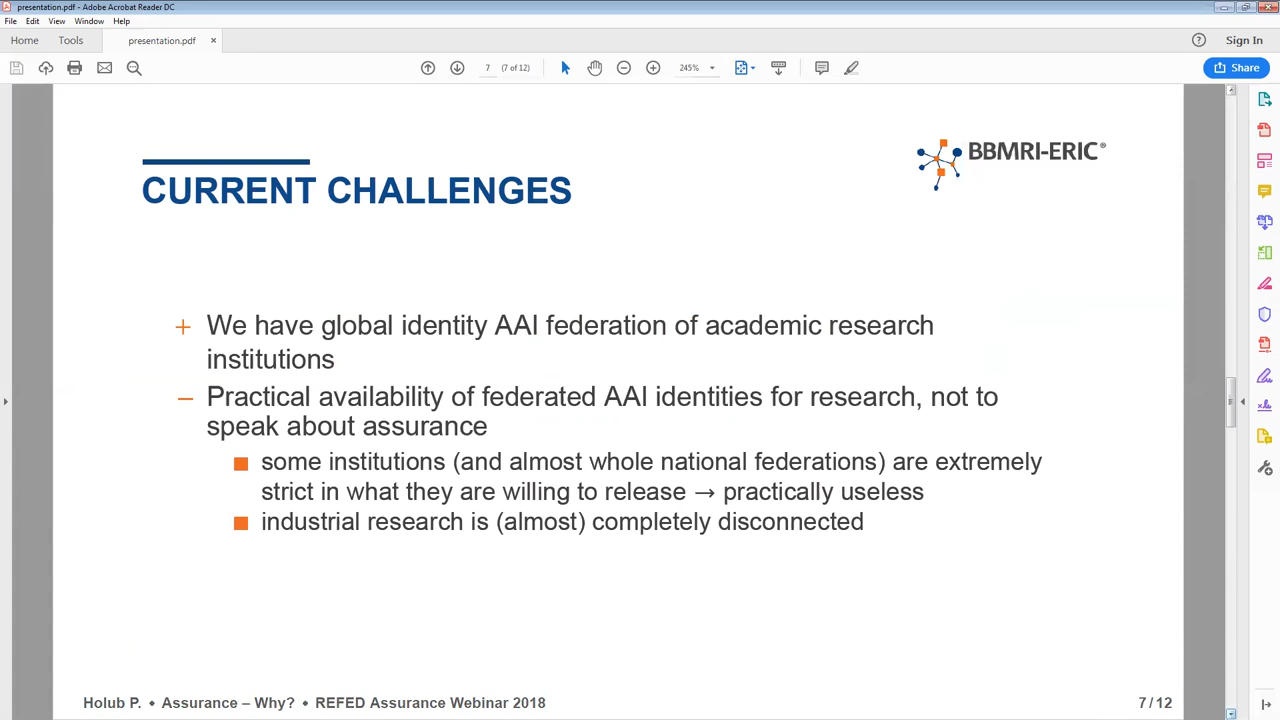 presentation.pdf - Adobe Acrobat Reader DC
File Edit View Window Help
Home Tools presentation.pdf × Sign In
7 (7 of 12) 245% Share
BBMRI-ERIC®
CURRENT CHALLENGES
+ We have global identity AAI federation of academic research
institutions
– Practical availability of federated AAI identities for research, not to
speak about assurance
■ some institutions (and almost whole national federations) are extremely
strict in what they are willing to release → practically useless
■ industrial research is (almost) completely disconnected
Holub P. • Assurance – Why? • REFED Assurance Webinar 2018 7 / 12